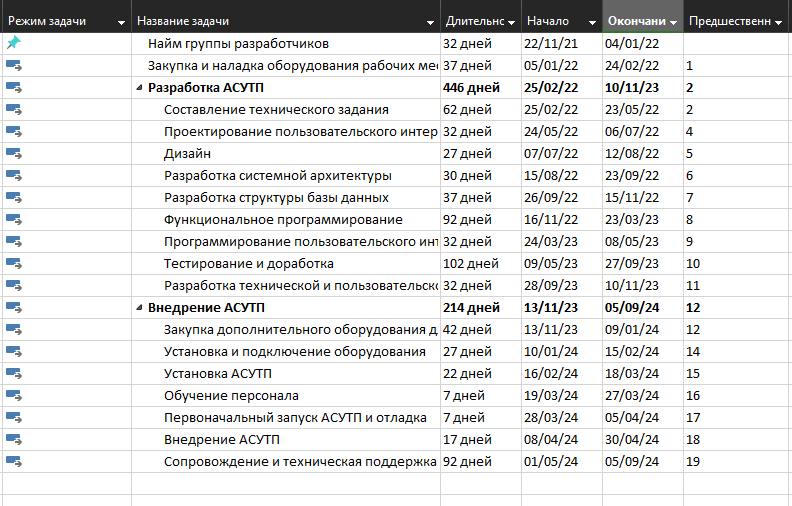 Режим задачи Название задачи Длительнс Начало Окончани Предшественн
Найм группы разработчиков 32 дней 22/11/21 04/01/22
Закупка и наладка оборудования рабочих мес 37 дней 05/01/22 24/02/22 1
Разработка АСУТП 446 дней 25/02/22 10/11/23 2
Составление технического задания 62 дней 25/02/22 23/05/22 2
Проектирование пользовательского интер 32 дней 24/05/22 06/07/22 4
Дизайн 27 дней 07/07/22 12/08/22 5
Разработка системной архитектуры 30 дней 15/08/22 23/09/22 6
Разработка структуры базы данных 37 дней 26/09/22 15/11/22 7
Функциональное программирование 92 дней 16/11/22 23/03/23 8
Программирование пользовательского инт 32 дней 24/03/23 08/05/23 9
Тестирование и доработка 102 дней 09/05/23 27/09/23 10
Разработка технической и пользовательско 32 дней 28/09/23 10/11/23 11
Внедрение АСУТП 214 дней 13/11/23 05/09/24 12
Закупка дополнительного оборудования д 42 дней 13/11/23 09/01/24 12
Установка и подключение оборудования 27 дней 10/01/24 15/02/24 14
Установка АСУТП 22 дней 16/02/24 18/03/24 15
Обучение персонала 7 дней 19/03/24 27/03/24 16
Первоначальный запуск АСУТП и отладка 7 дней 28/03/24 05/04/24 17
Внедрение АСУТП 17 дней 08/04/24 30/04/24 18
Сопровождение и техническая поддержка 92 дней 01/05/24 05/09/24 19